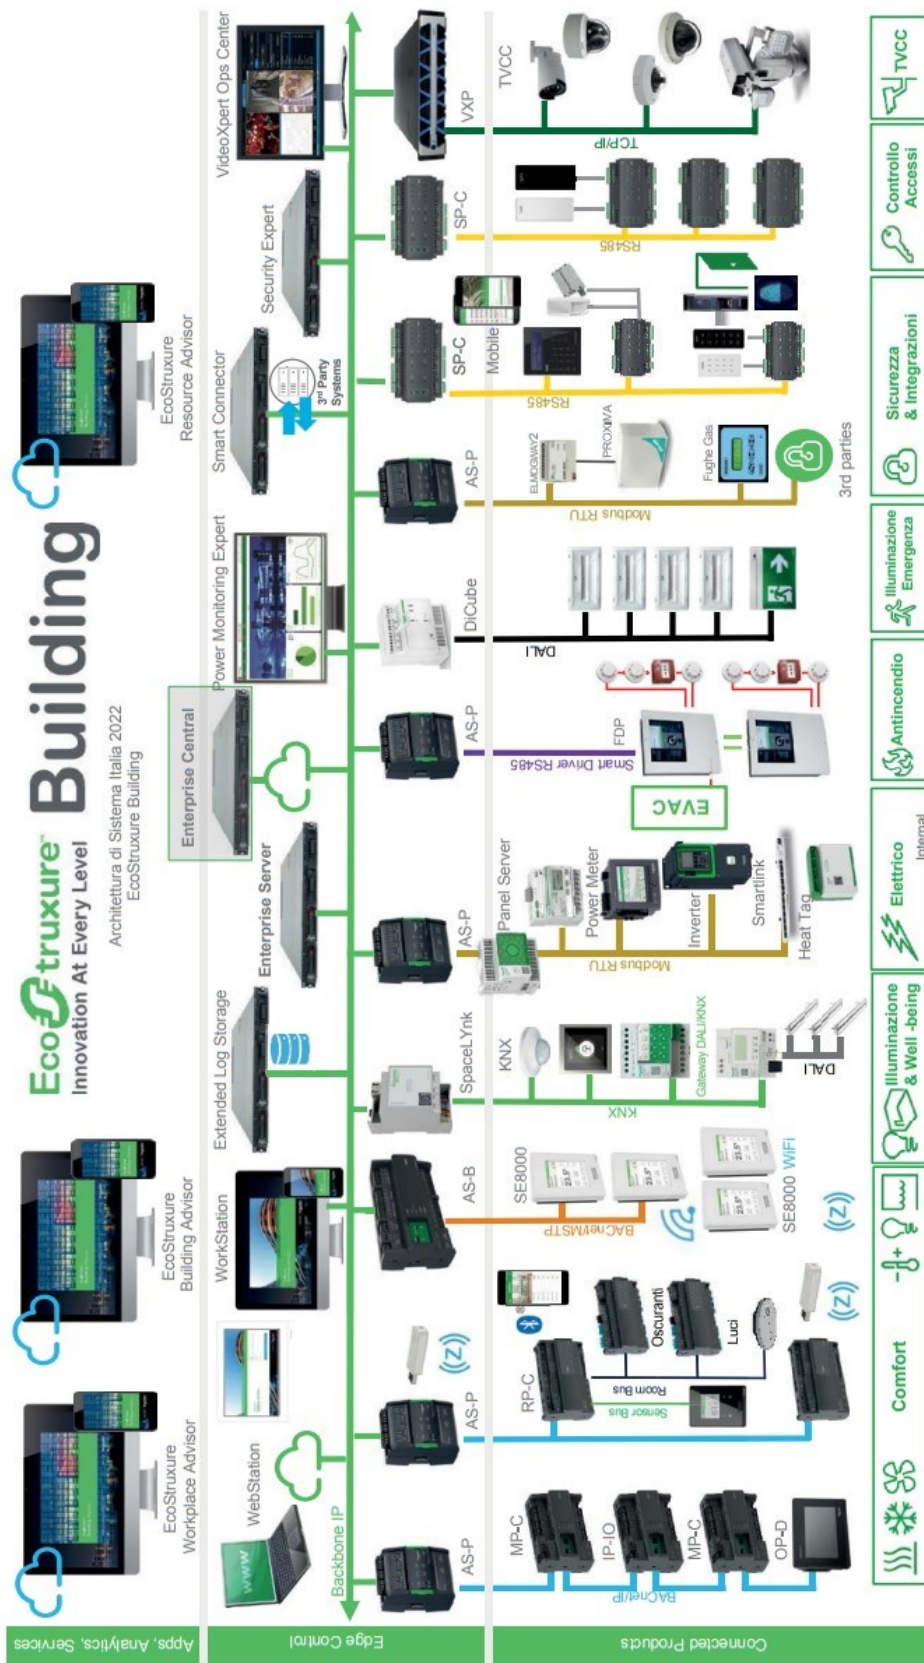 EcoStruxure™
Building
Innovation At Every Level
Architettura di Sistema Italia 2022
EcoStruxure Building
Apps, Analytics, Services
EcoStruxure
Workplace Advisor
EcoStruxure
Building Advisor
EcoStruxure
Resource Advisor
Enterprise Central
Edge Control
WebStation
WorkStation
Extended Log Storage
Enterprise Server
Power Monitoring Expert
Smart Connector
3rd Party
Systems
Security Expert
VideoXpert Ops Center
WWW
Backbone IP
AS-P
AS-P
AS-B
SpaceLYnk
AS-P
AS-P
DiCube
AS-P
SP-C
SP-C
VXP
Connected Products
MP-C
IP-IO
MP-C
OP-D
BACnet/IP
RP-C
Oscuranti
Luci
Room Bus
Sensor Bus
SE8000
BACnet/MSTP
SE8000 WiFi
KNX
Gateway DALI/KNX
KNX
DALI
Panel Server
Power Meter
Inverter
Smartlink
Heat Tag
Modbus RTU
FDP
Smart Driver RS485
EVAC
DALI
ELMOGWAY2
PROXIMA
Fughe Gas
Modbus RTU
3rd parties
Mobile
RS485
RS485
TVCC
TCP/IP
Comfort
Illuminazione
& Well -being
Elettrico
Antincendio
Illuminazione
Emergenza
Sicurezza
& Integrazioni
Controllo
Accessi
TVCC
Internal